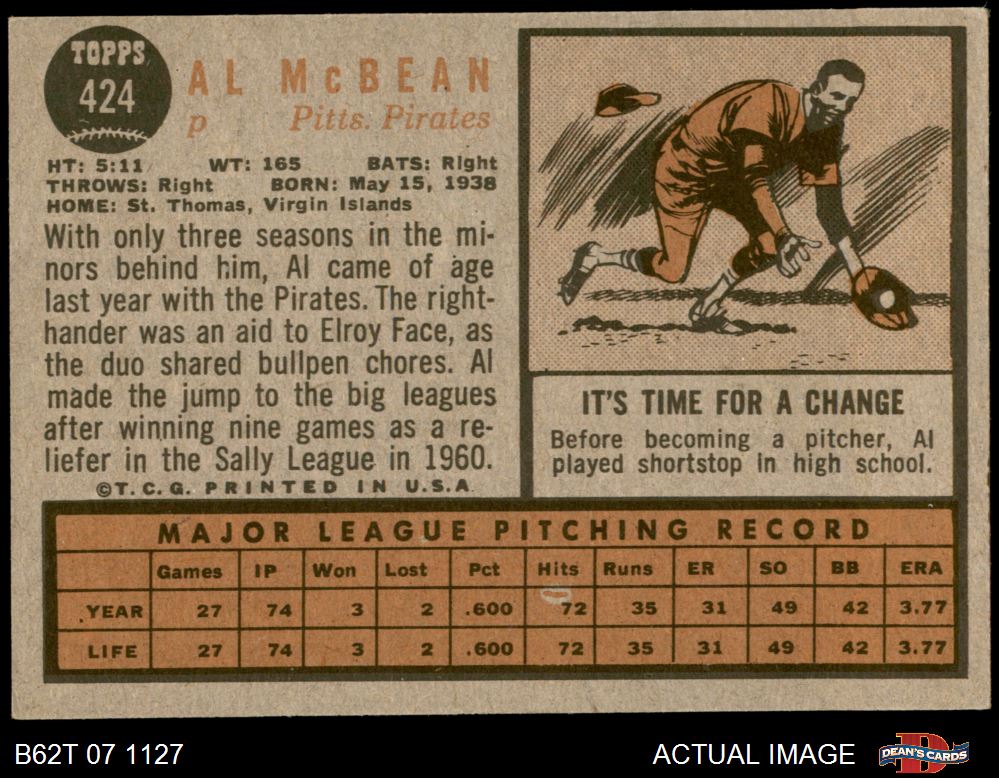 TOPPS
424
AL McBEAN
p Pitts. Pirates
HT: 5:11 WT: 165 BATS: Right
THROWS: Right BORN: May 15, 1938
HOME: St. Thomas, Virgin Islands
With only three seasons in the mi-
nors behind him, Al came of age
last year with the Pirates. The right-
hander was an aid to Elroy Face, as
the duo shared bullpen chores. Al
made the jump to the big leagues
after winning nine games as a re-
liefer in the Sally League in 1960.
©T.C.G. PRINTED IN U.S.A.
IT'S TIME FOR A CHANGE
Before becoming a pitcher, Al
played shortstop in high school.
MAJOR LEAGUE PITCHING RECORD
Games IP Won Lost Pct Hits Runs ER SO BB ERA
YEAR 27 74 3 2 .600 72 35 31 49 42 3.77
LIFE 27 74 3 2 .600 72 35 31 49 42 3.77
B62T 07 1127 ACTUAL IMAGE DEAN'S CARDS